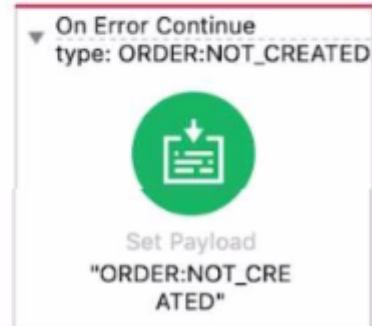 On Error Continue
type: ORDER:NOT_CREATED
Set Payload
"ORDER:NOT_CRE
ATED"